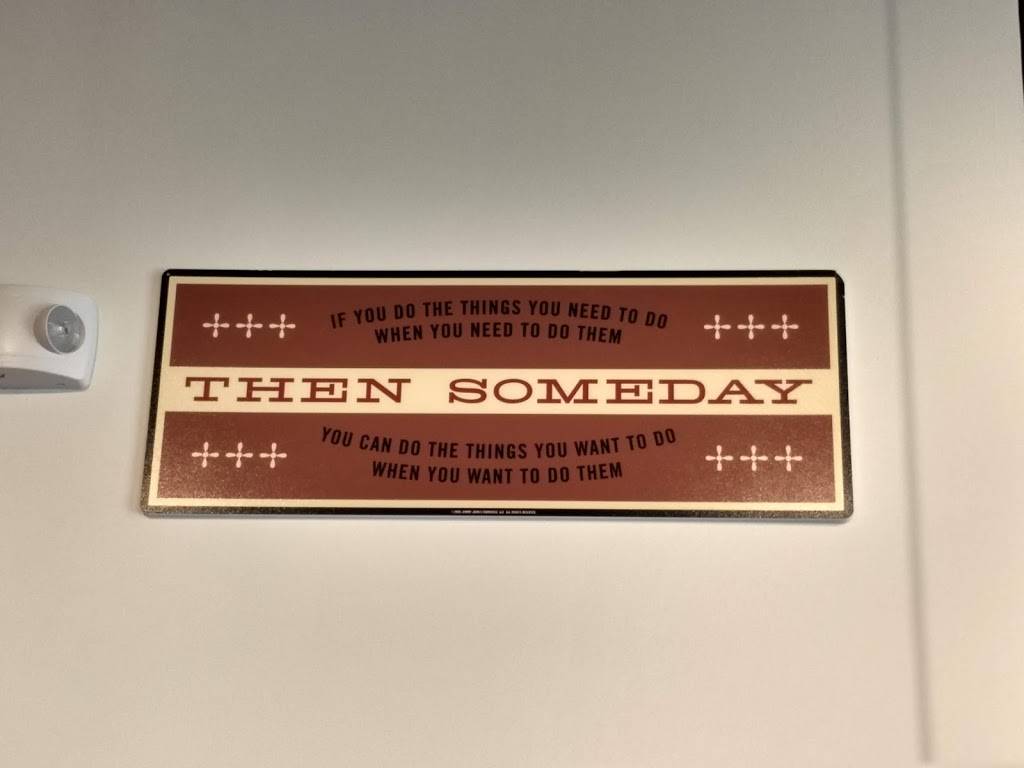 IF YOU DO THE THINGS YOU NEED TO DO
WHEN YOU NEED TO DO THEM
THEN SOMEDAY
YOU CAN DO THE THINGS YOU WANT TO DO
WHEN YOU WANT TO DO THEM